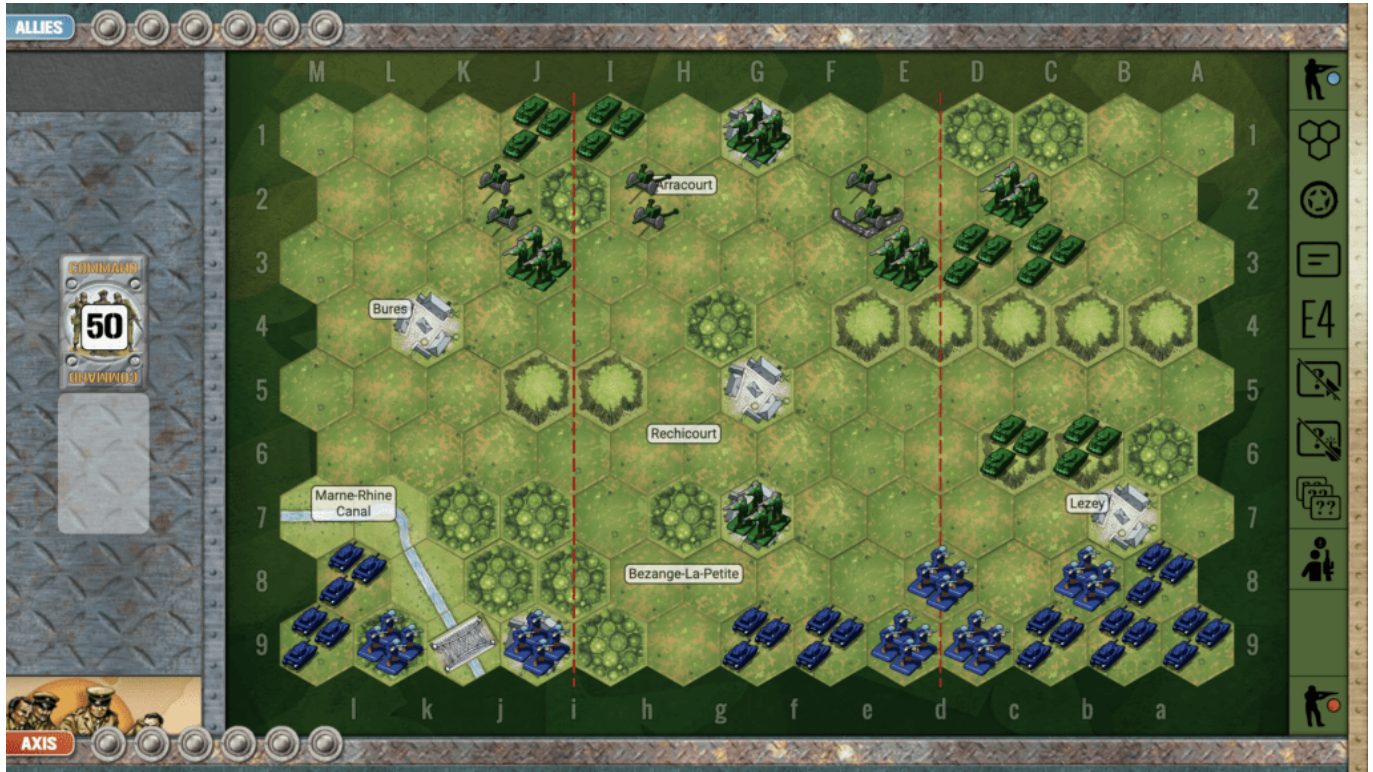 ALLIES
M L K J I H G F E D C B A
1 1
2 Arracourt 2
COMMAND
50
COMMAND
3 3
E4
Bures
4 4
5 5
Rechicourt
6 6
??
Marne-Rhine
Canal
7 Lezey 7
Bezange-La-Petite
8 8
9 9
l k j i h g f e d c b a
AXIS